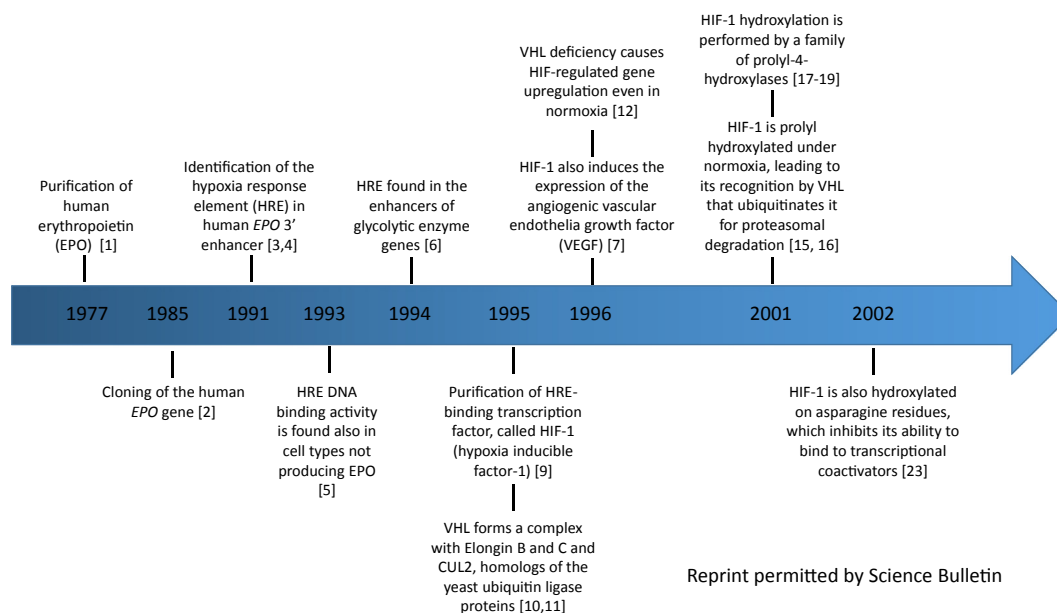 Purification of
human
erythropoietin
(EPO)  [1]
Identification of the
hypoxia response
element (HRE) in
human EPO 3’
enhancer [3,4]
HRE found in the
enhancers of
glycolytic enzyme
genes [6]
VHL deficiency causes
HIF-regulated gene
upregulation even in
normoxia [12]
HIF-1 also induces the
expression of the
angiogenic vascular
endothelia growth factor
(VEGF) [7]
HIF-1 hydroxylation is
performed by a family
of prolyl-4-
hydroxylases [17-19]
HIF-1 is prolyl
hydroxylated under
normoxia, leading to
its recognition by VHL
that ubiquitinates it
for proteasomal
degradation [15, 16]
1977
1985
1991
1993
1994
1995
1996
2001
2002
Cloning of the human
EPO gene [2]
HRE DNA
binding activity
is found also in
cell types not
producing EPO
[5]
Purification of HRE-
binding transcription
factor, called HIF-1
(hypoxia inducible
factor-1) [9]
VHL forms a complex
with Elongin B and C and
CUL2, homologs of the
yeast ubiquitin ligase
proteins [10,11]
HIF-1 is also hydroxylated
on asparagine residues,
which inhibits its ability to
bind to transcriptional
coactivators [23]
Reprint permitted by Science Bulletin